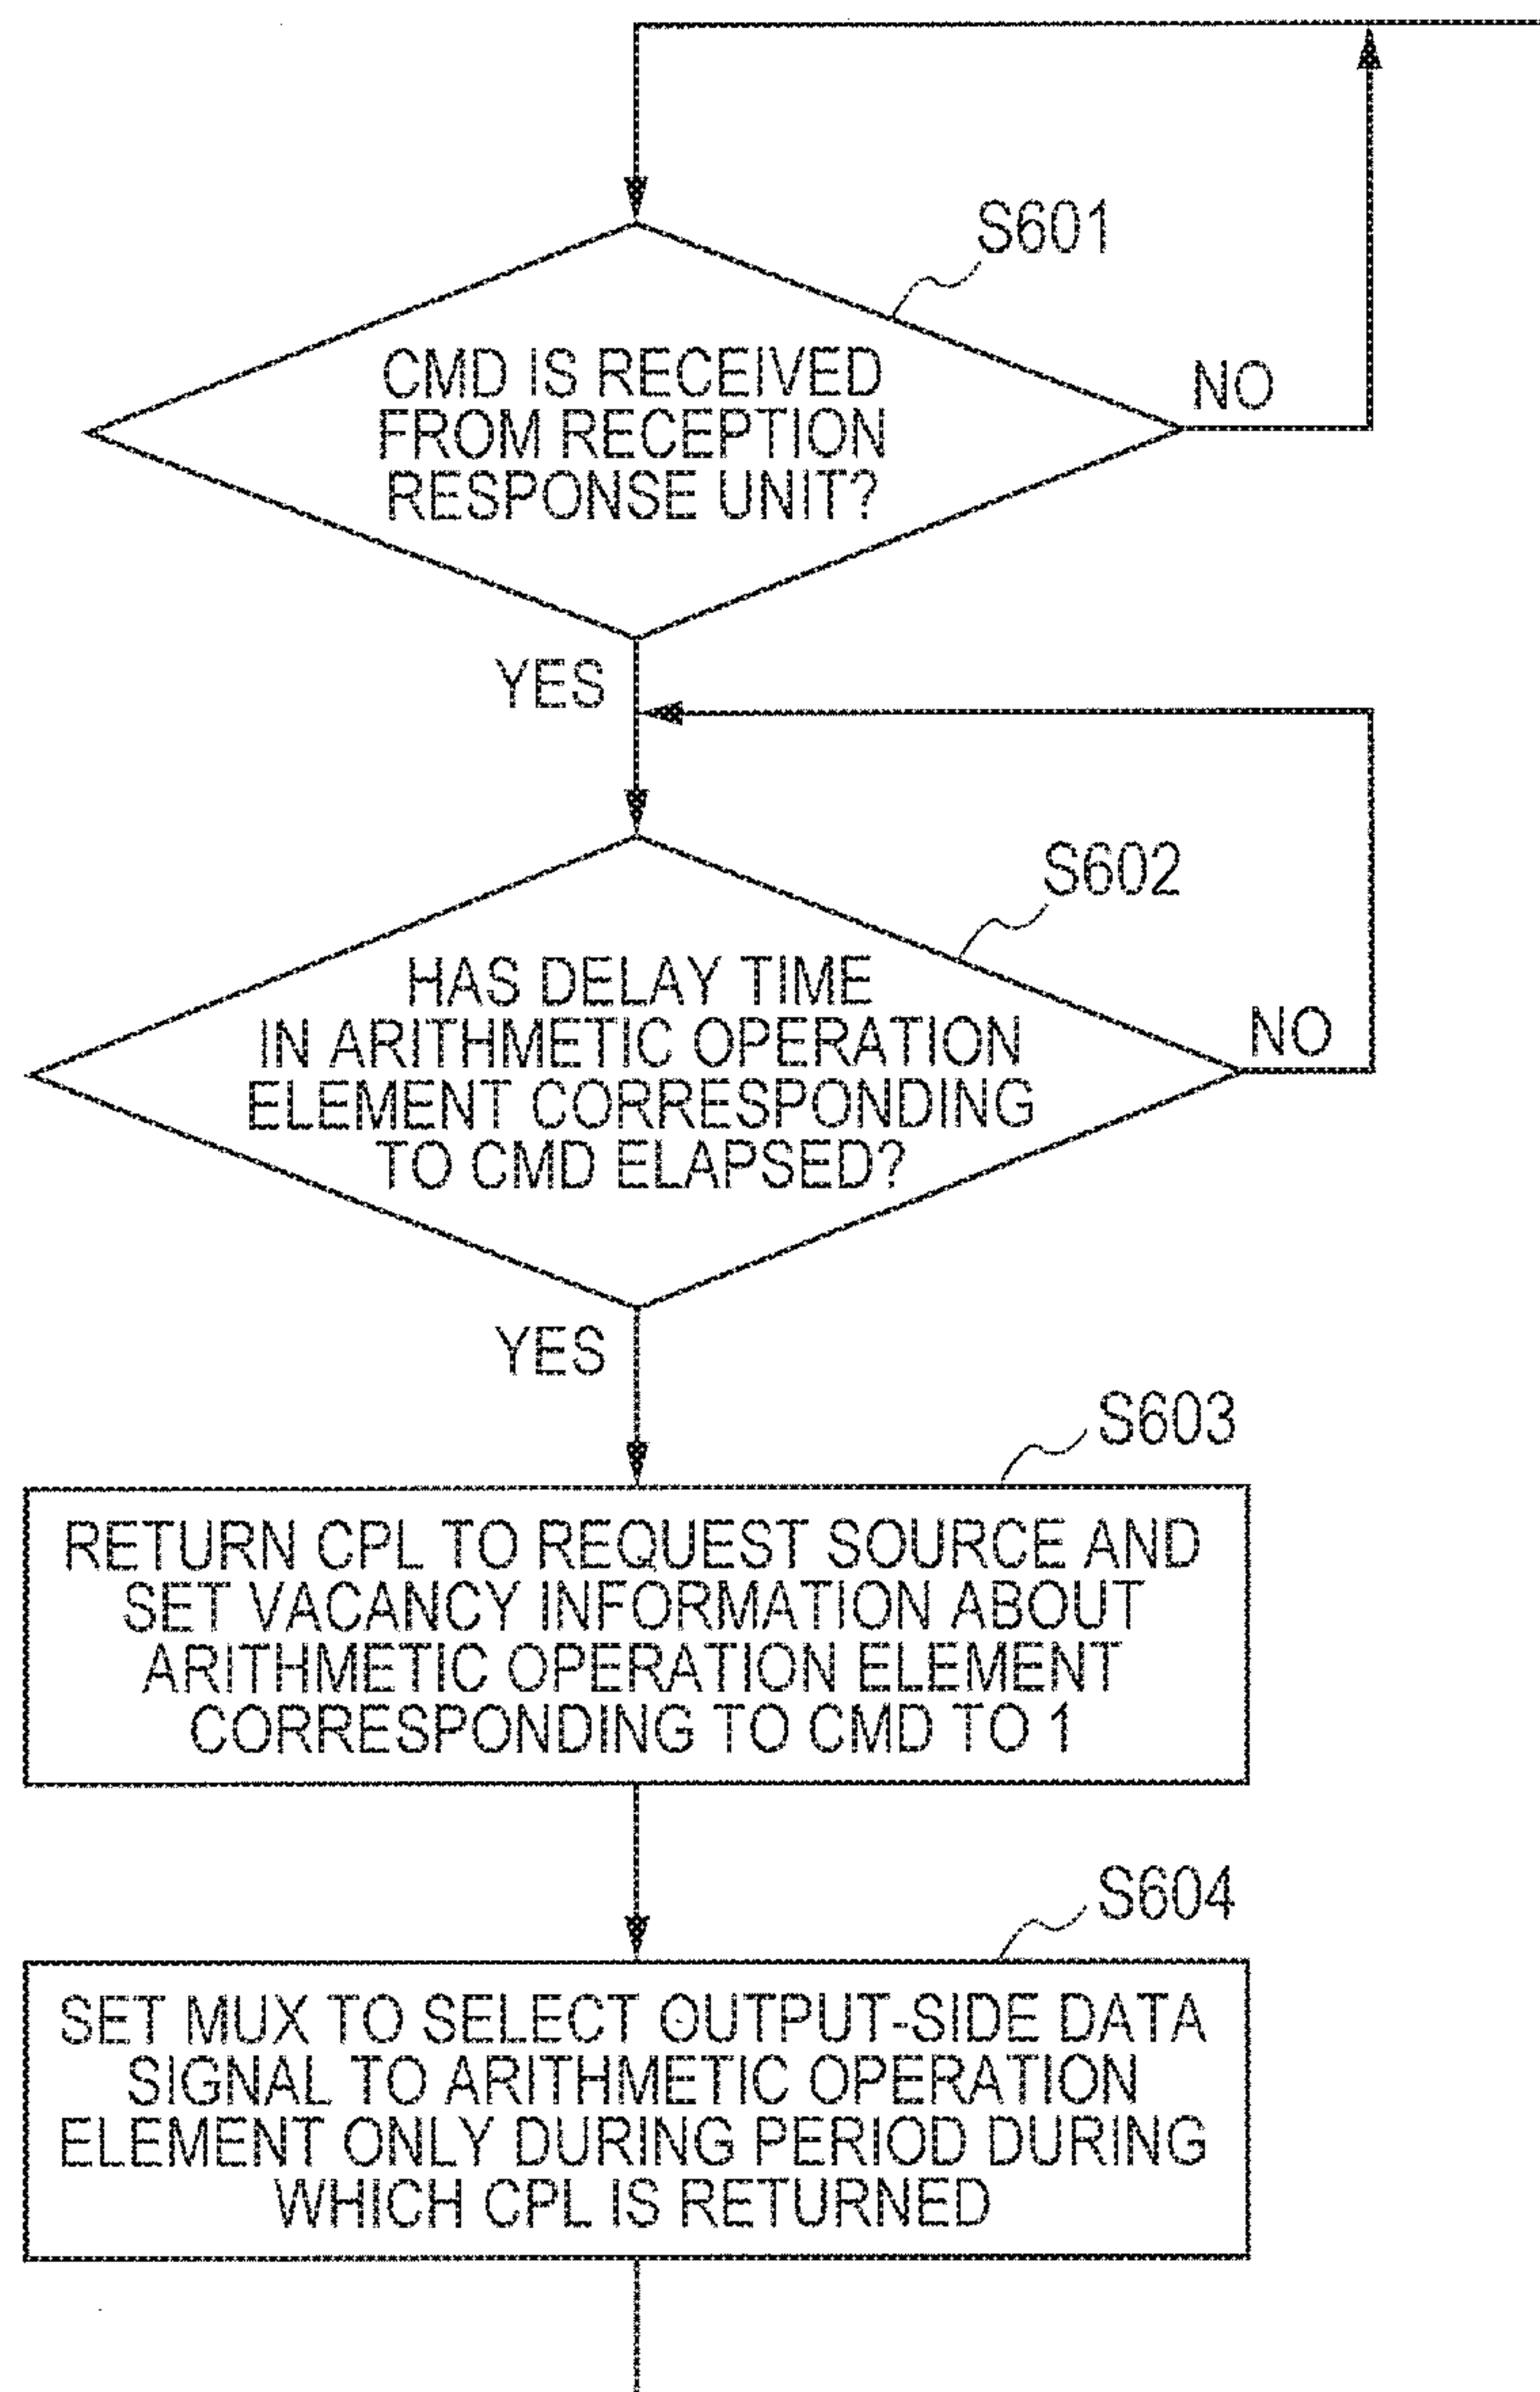 S601
CMD IS RECEIVED
FROM RECEPTION
RESPONSE UNIT?
NO
YES
S602
HAS DELAY TIME
IN ARITHMETIC OPERATION
ELEMENT CORRESPONDING
TO CMD ELAPSED?
NO
YES
S603
RETURN CPL TO REQUEST SOURCE AND
SET VACANCY INFORMATION ABOUT
ARITHMETIC OPERATION ELEMENT
CORRESPONDING TO CMD TO 1
S604
SET MUX TO SELECT OUTPUT-SIDE DATA
SIGNAL TO ARITHMETIC OPERATION
ELEMENT ONLY DURING PERIOD DURING
WHICH CPL IS RETURNED